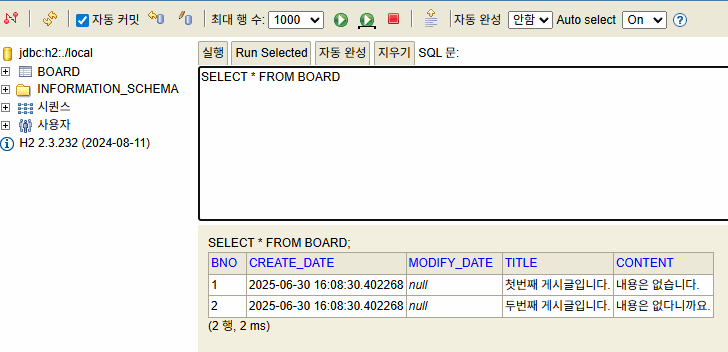 자동 커밋 최대 행 수: 1000 자동 완성 안함 Auto select On
jdbc:h2:./local
BOARD
INFORMATION_SCHEMA
시퀀스
사용자
H2 2.3.232 (2024-08-11)
실행 Run Selected 자동 완성 지우기 SQL 문:
SELECT * FROM BOARD
SELECT * FROM BOARD;
BNO CREATE_DATE MODIFY_DATE TITLE CONTENT
1 2025-06-30 16:08:30.402268 null 첫번째 게시글입니다. 내용은 없습니다.
2 2025-06-30 16:08:30.402268 null 두번째 게시글입니다. 내용은 없다니까요.
(2 행, 2 ms)